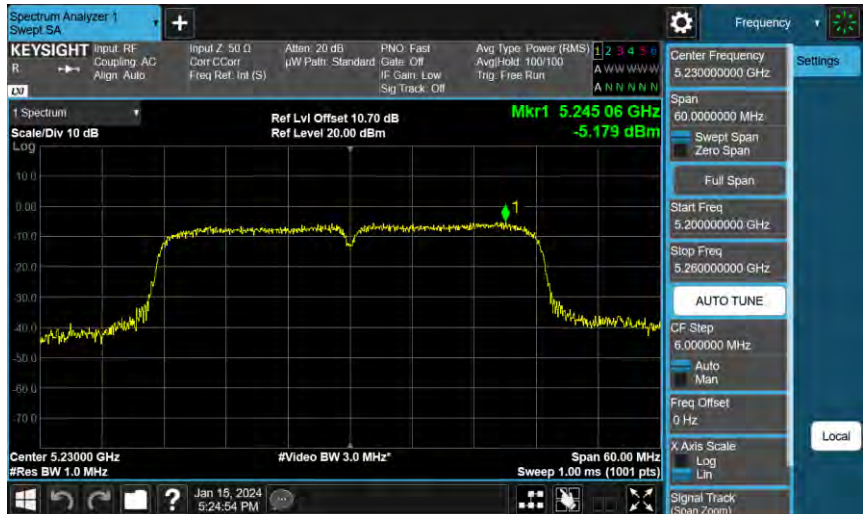 Spectrum Analyzer 1
Swept SA
+
Frequency
KEYSIGHT
R
LXI
Input: RF
Coupling: AC
Align: Auto
Input Z: 50 Ω
Corr CCorr
Freq Ref: Int (S)
Atten: 20 dB
µW Path: Standard
PNO: Fast
Gate: Off
IF Gain: Low
Sig Track: Off
Avg Type: Power (RMS)
Avg|Hold: 100/100
Trig: Free Run
1 2 3 4 5 6
A W W W W W
A N N N N N
1 Spectrum
Scale/Div 10 dB
Log
Ref Lvl Offset 10.70 dB
Ref Level 20.00 dBm
Mkr1 5.245 06 GHz
-5.179 dBm
10.0
0.00
-10.0
-20.0
-30.0
-40.0
-50.0
-60.0
-70.0
1
Center 5.23000 GHz
#Res BW 1.0 MHz
#Video BW 3.0 MHz*
Span 60.00 MHz
Sweep 1.00 ms (1001 pts)
?
Jan 15, 2024
5:24:54 PM
Center Frequency
5.230000000 GHz
Span
60.0000000 MHz
Swept Span
Zero Span
Full Span
Start Freq
5.200000000 GHz
Stop Freq
5.260000000 GHz
AUTO TUNE
CF Step
6.000000 MHz
Auto
Man
Freq Offset
0 Hz
X Axis Scale
Log
Lin
Signal Track
(Span Zoom)
Settings
Local